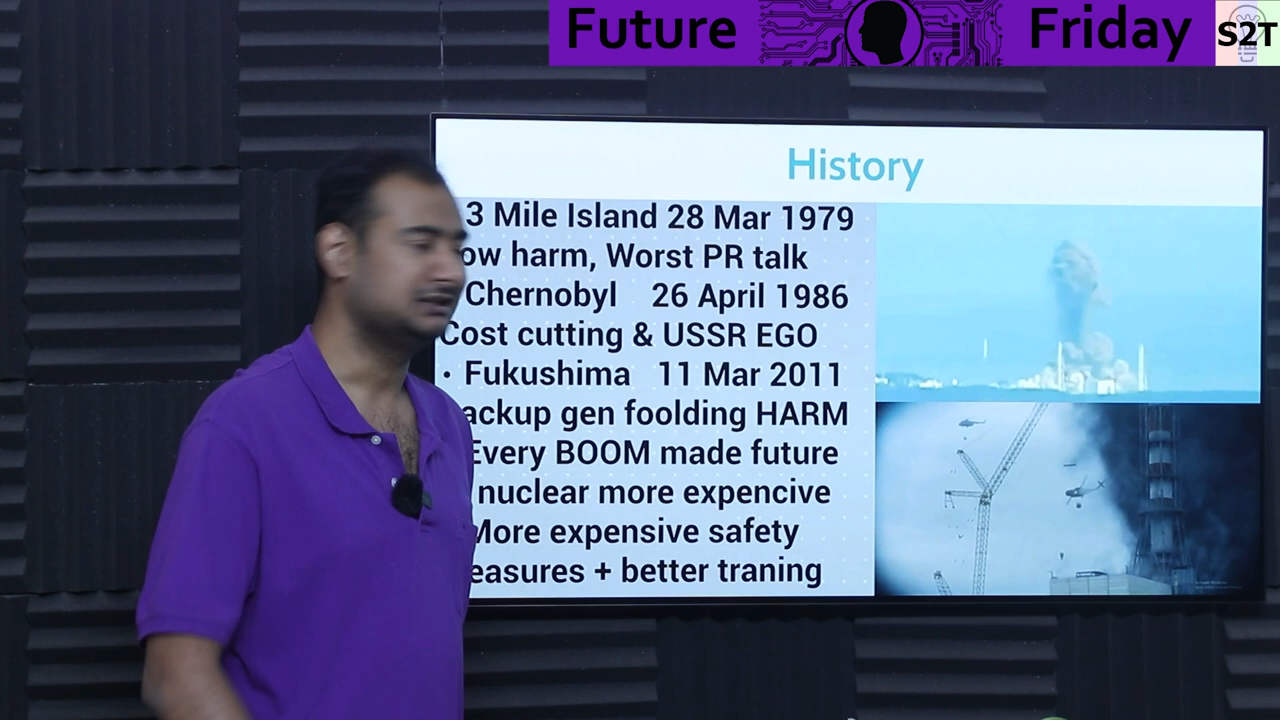 Future Friday S2T
History
3 Mile Island 28 Mar 1979
ow harm, Worst PR talk
Chernobyl 26 April 1986
Cost cutting & USSR EGO
• Fukushima 11 Mar 2011
ackup gen foolding HARM
Every BOOM made future
nuclear more expencive
More expensive safety
easures + better traning